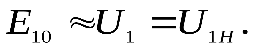 E₁₀ ≈ U₁ = U₁H.